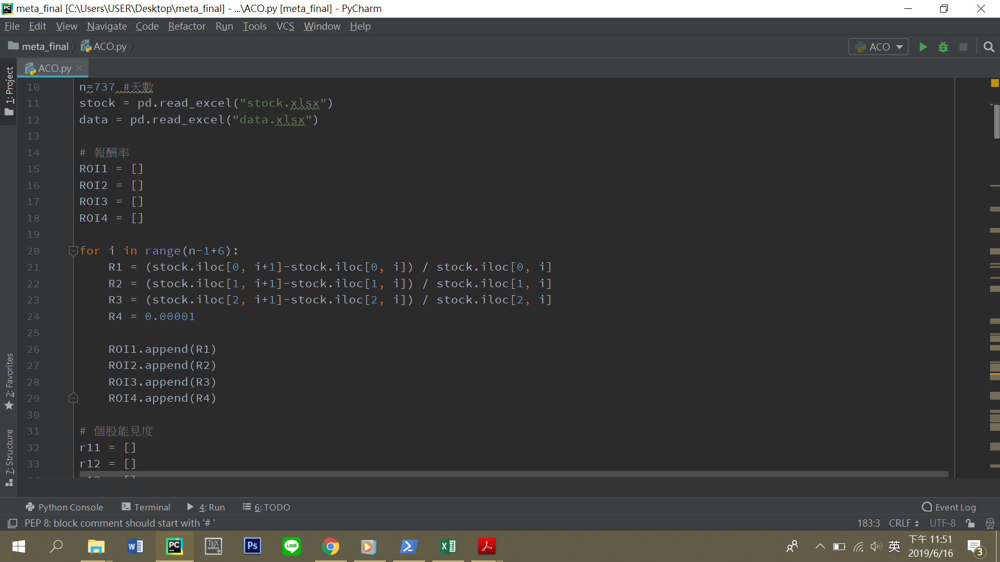 meta_final [C:\Users\USER\Desktop\meta_final] - ...\ACO.py [meta_final] - PyCharm
File Edit View Navigate Code Refactor Run Tools VCS Window Help
meta_final ACO.py ACO
1: Project
ACO.py
10 n=737 #天數
11 stock = pd.read_excel("stock.xlsx")
12 data = pd.read_excel("data.xlsx")
13
14 # 報酬率
15 ROI1 = []
16 ROI2 = []
17 ROI3 = []
18 ROI4 = []
19
20 for i in range(n-1+6):
21 R1 = (stock.iloc[0, i+1]-stock.iloc[0, i]) / stock.iloc[0, i]
22 R2 = (stock.iloc[1, i+1]-stock.iloc[1, i]) / stock.iloc[1, i]
23 R3 = (stock.iloc[2, i+1]-stock.iloc[2, i]) / stock.iloc[2, i]
24 R4 = 0.00001
25
26 ROI1.append(R1)
27 ROI2.append(R2)
28 ROI3.append(R3)
29 ROI4.append(R4)
30
31 # 個股能見度
32 r11 = []
33 r12 = []
2: Favorites
7: Structure
Python Console Terminal 4: Run 6: TODO Event Log
PEP 8: block comment should start with '# ' 183:3 CRLF UTF-8
W PC TEX MAKER Ps LINE X 英 下午 11:51
2019/6/16 3